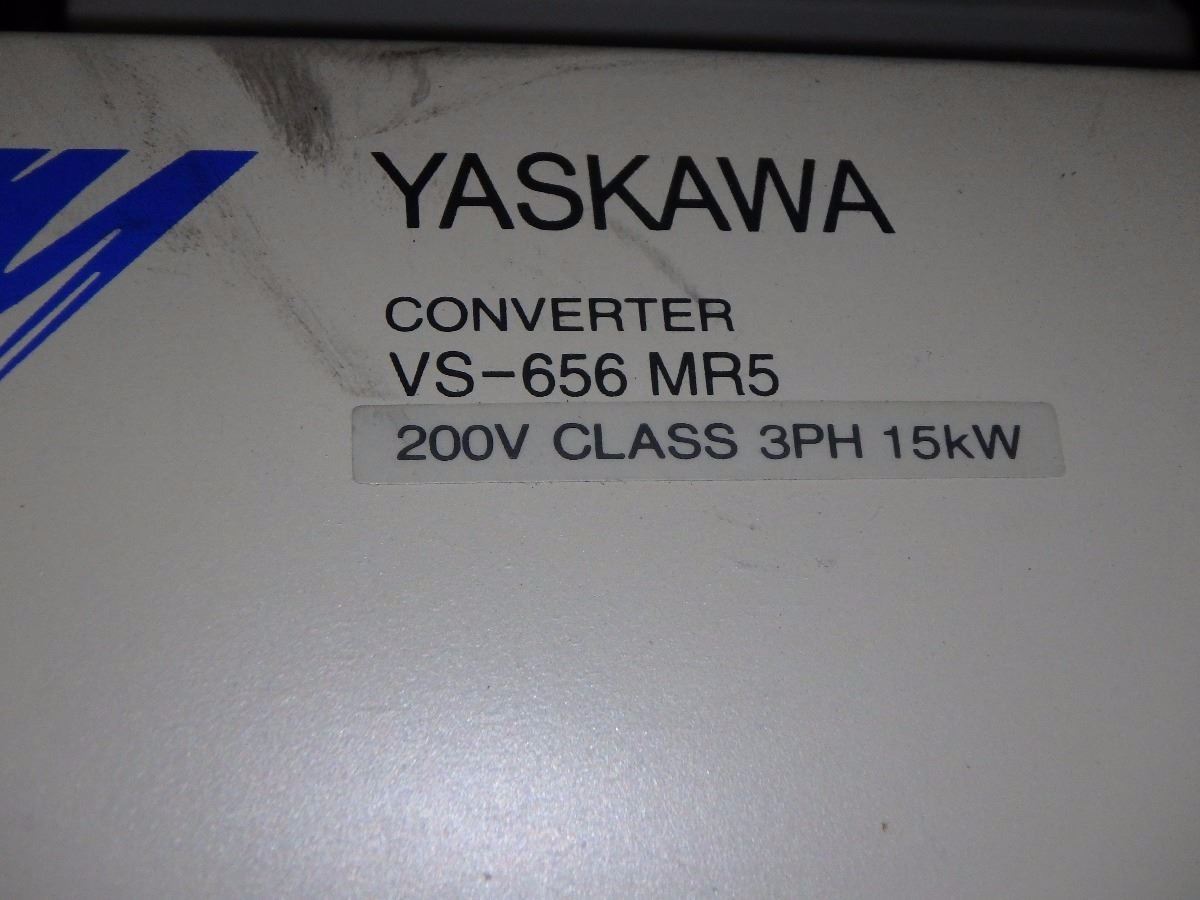 YASKAWA
CONVERTER
VS-656 MR5
200V CLASS 3PH 15kW